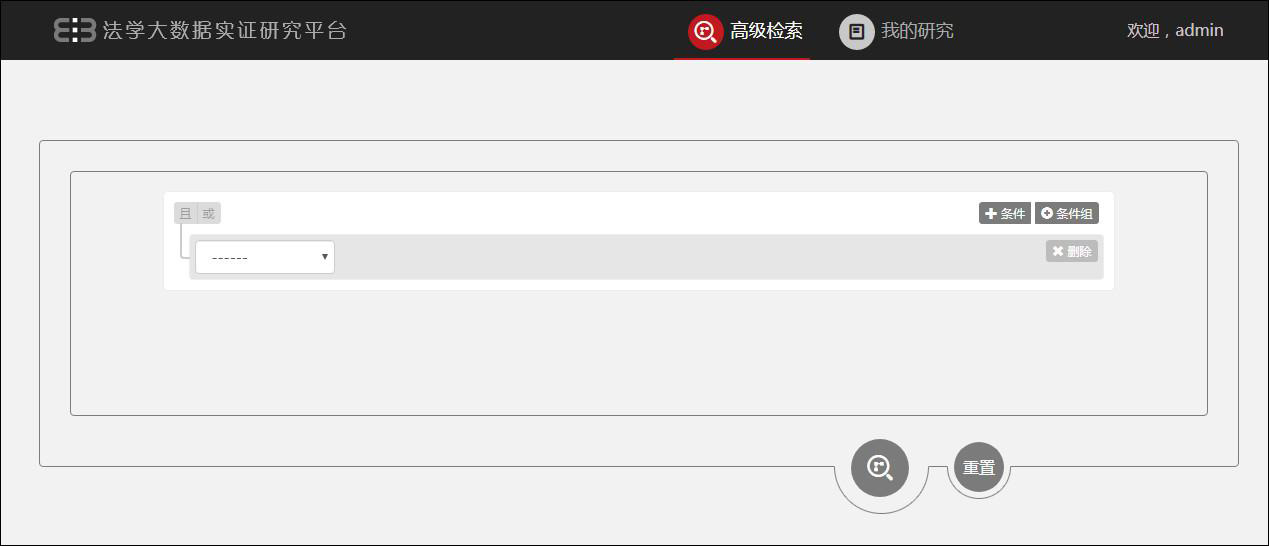 法学大数据实证研究平台
高级检索
我的研究
欢迎，admin
且 或
条件 条件组
------
删除
重置